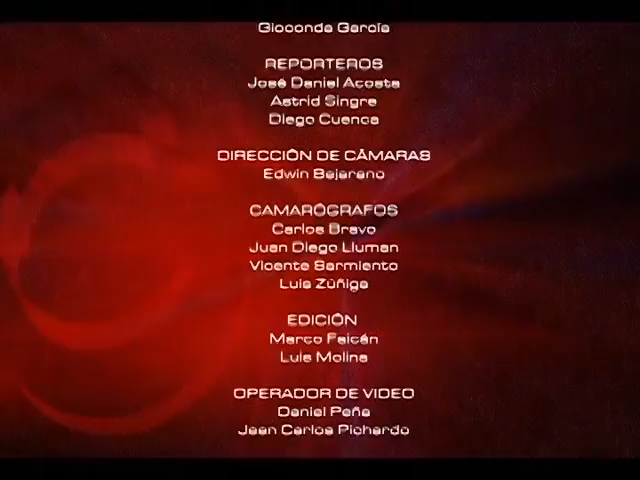 Gioconda García
REPORTEROS
José Daniel Acosta
Astrid Singre
Diego Cuenca
DIRECCIÓN DE CÁMARAS
Edwin Bejarano
CAMARÓGRAFOS
Carlos Bravo
Juan Diego Lluman
Vicente Sarmiento
Luis Zúñiga
EDICIÓN
Marco Faicán
Luis Molina
OPERADOR DE VIDEO
Daniel Peña
Jean Carlos Pichardo